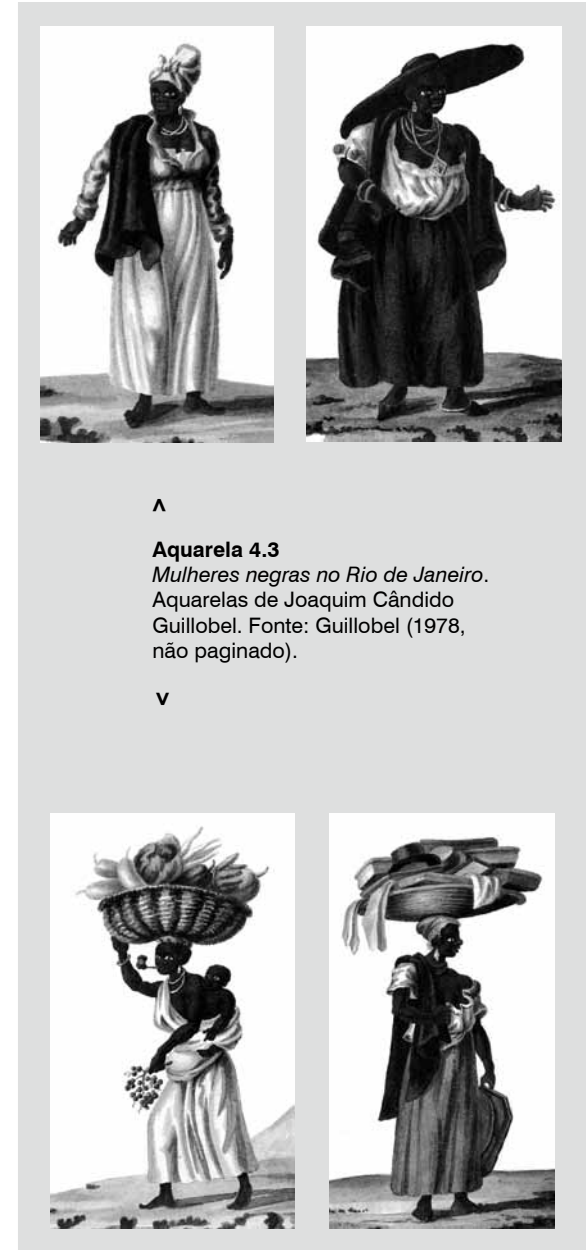 ʌ
Aquarela 4.3
Mulheres negras no Rio de Janeiro.
Aquarelas de Joaquim Cândido
Guillobel. Fonte: Guillobel (1978,
não paginado).
v